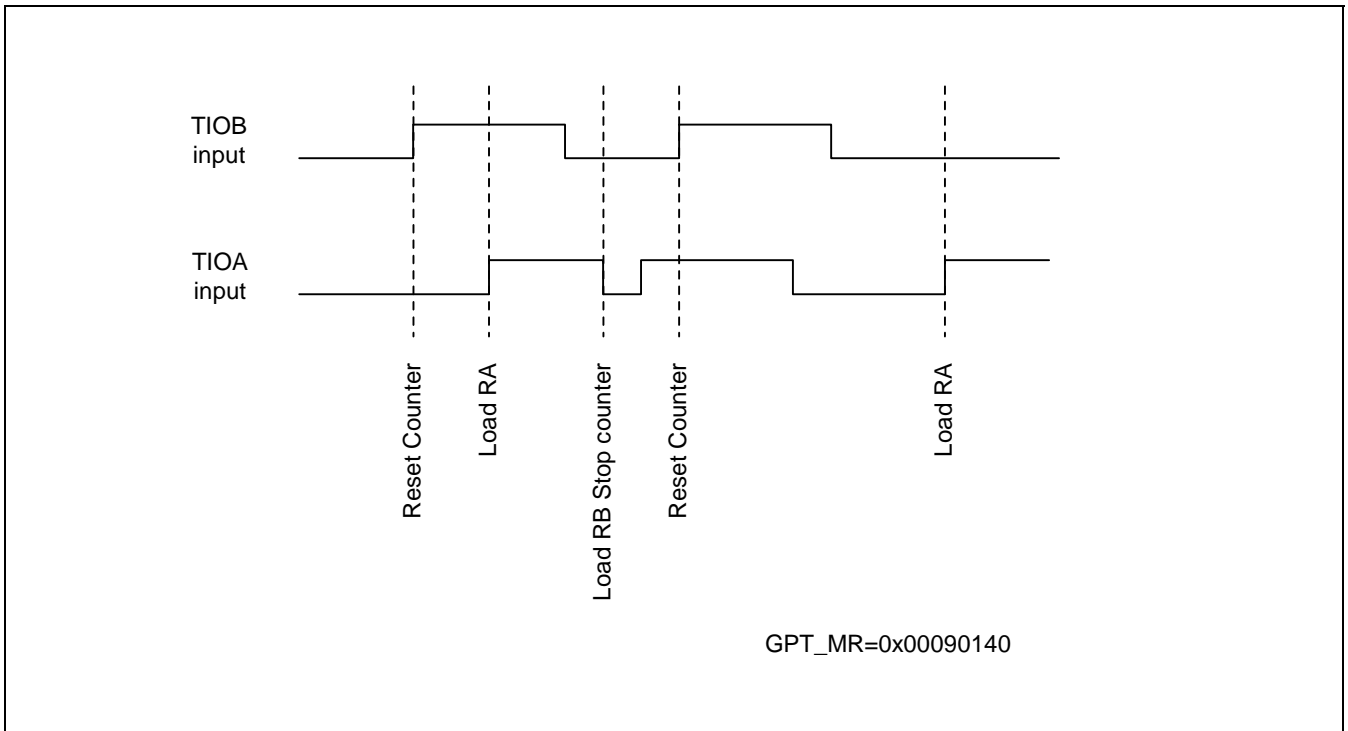 TIOB
input
TIOA
input
Reset Counter
Load RA
Load RB Stop counter
Reset Counter
Load RA
GPT_MR=0x00090140